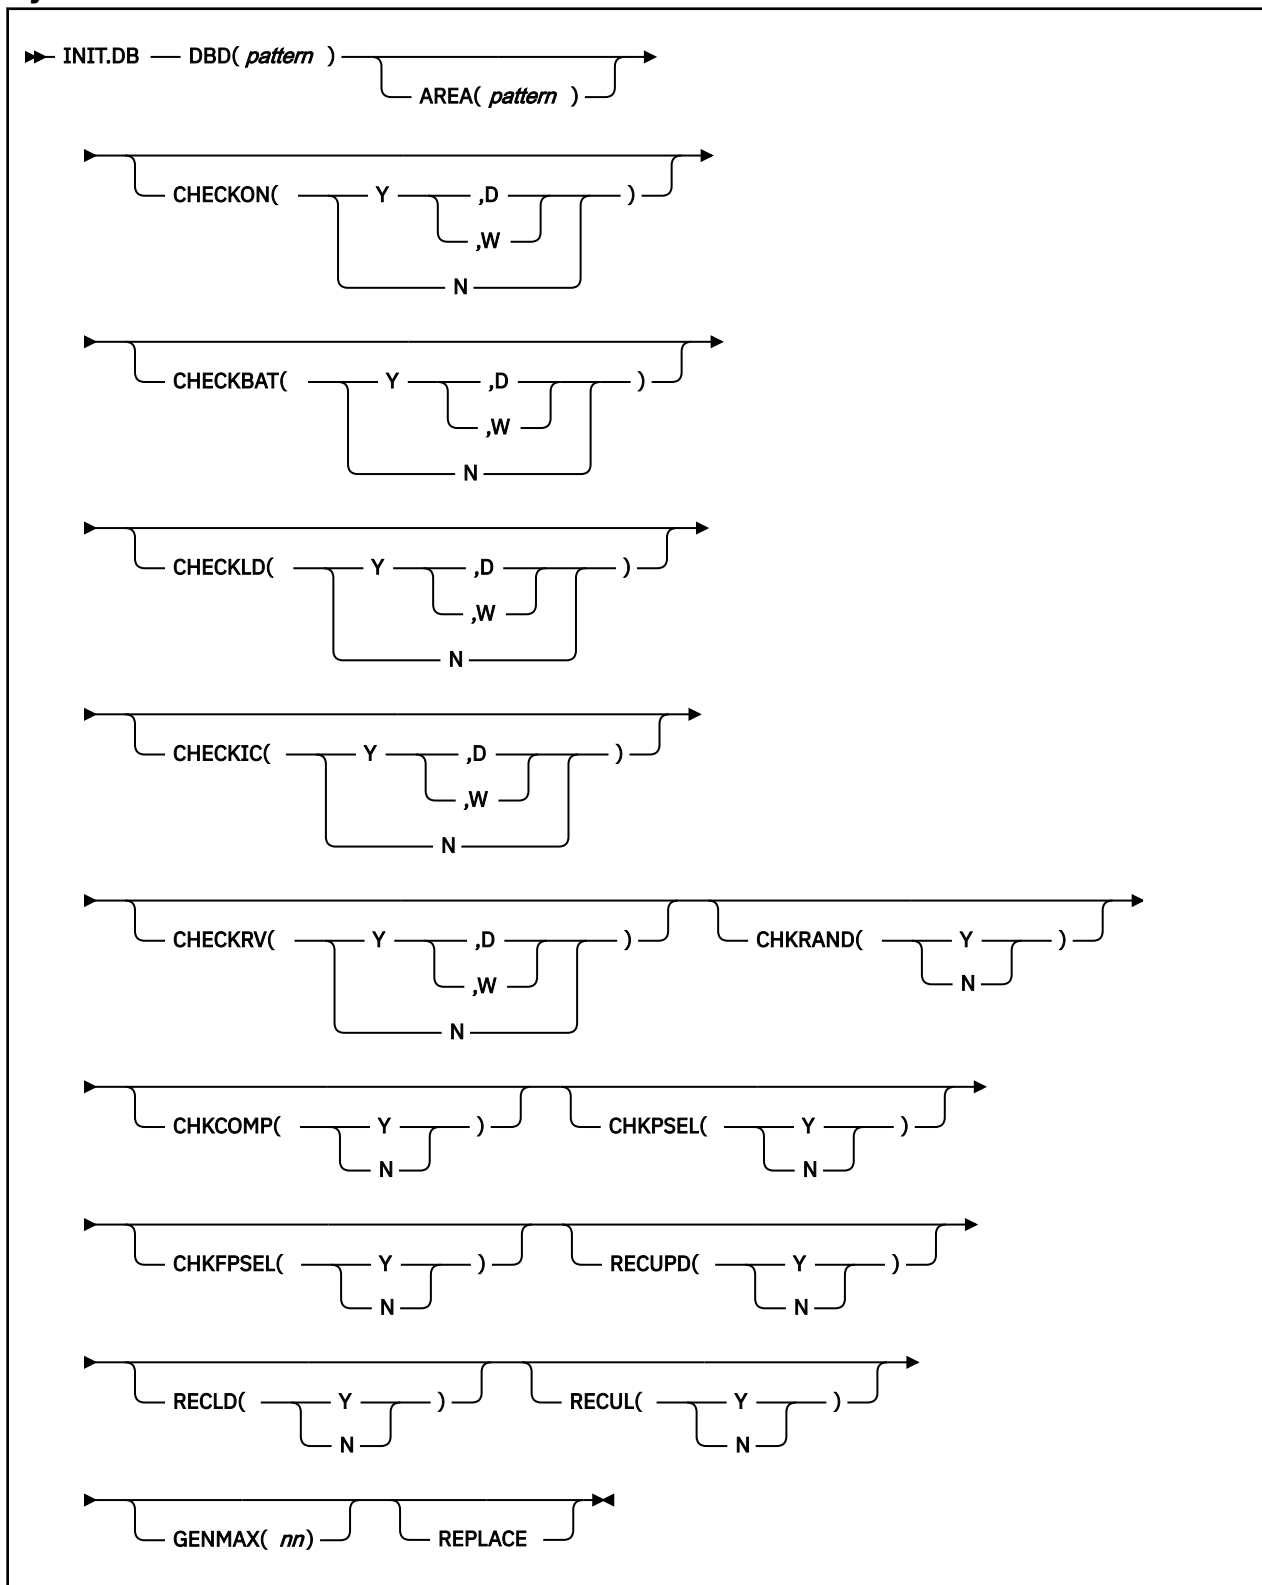 INIT.DB DBD( pattern )
AREA( pattern )
CHECKON( Y ,D )
,W
N
CHECKBAT( Y ,D )
,W
N
CHECKLD( Y ,D )
,W
N
CHECKIC( Y ,D )
,W
N
CHECKRV( Y ,D ) CHKRAND( Y )
,W N
N
CHKCOMP( Y ) CHKPSEL( Y )
N N
CHKFPSEL( Y ) RECUPD( Y )
N N
RECLD( Y ) RECUL( Y )
N N
GENMAX( nn) REPLACE